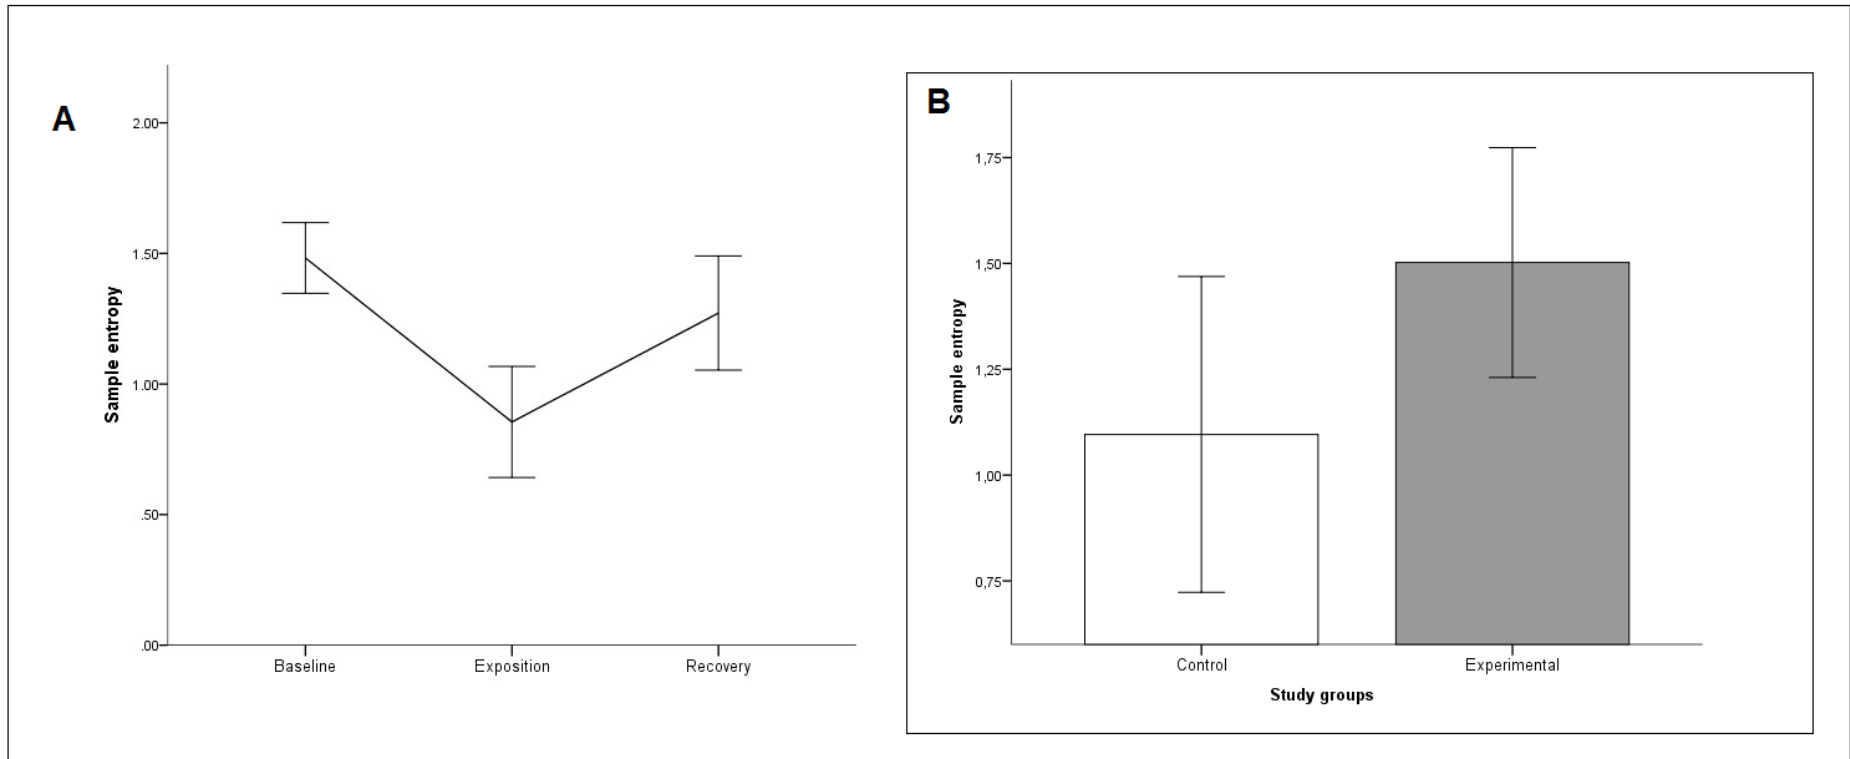 A
2.00
1.50
1.00
.50
.00
Sample entropy
Baseline Exposition Recovery
B
1,75
1,50
1,25
1,00
0,75
Sample entropy
Control Experimental
Study groups